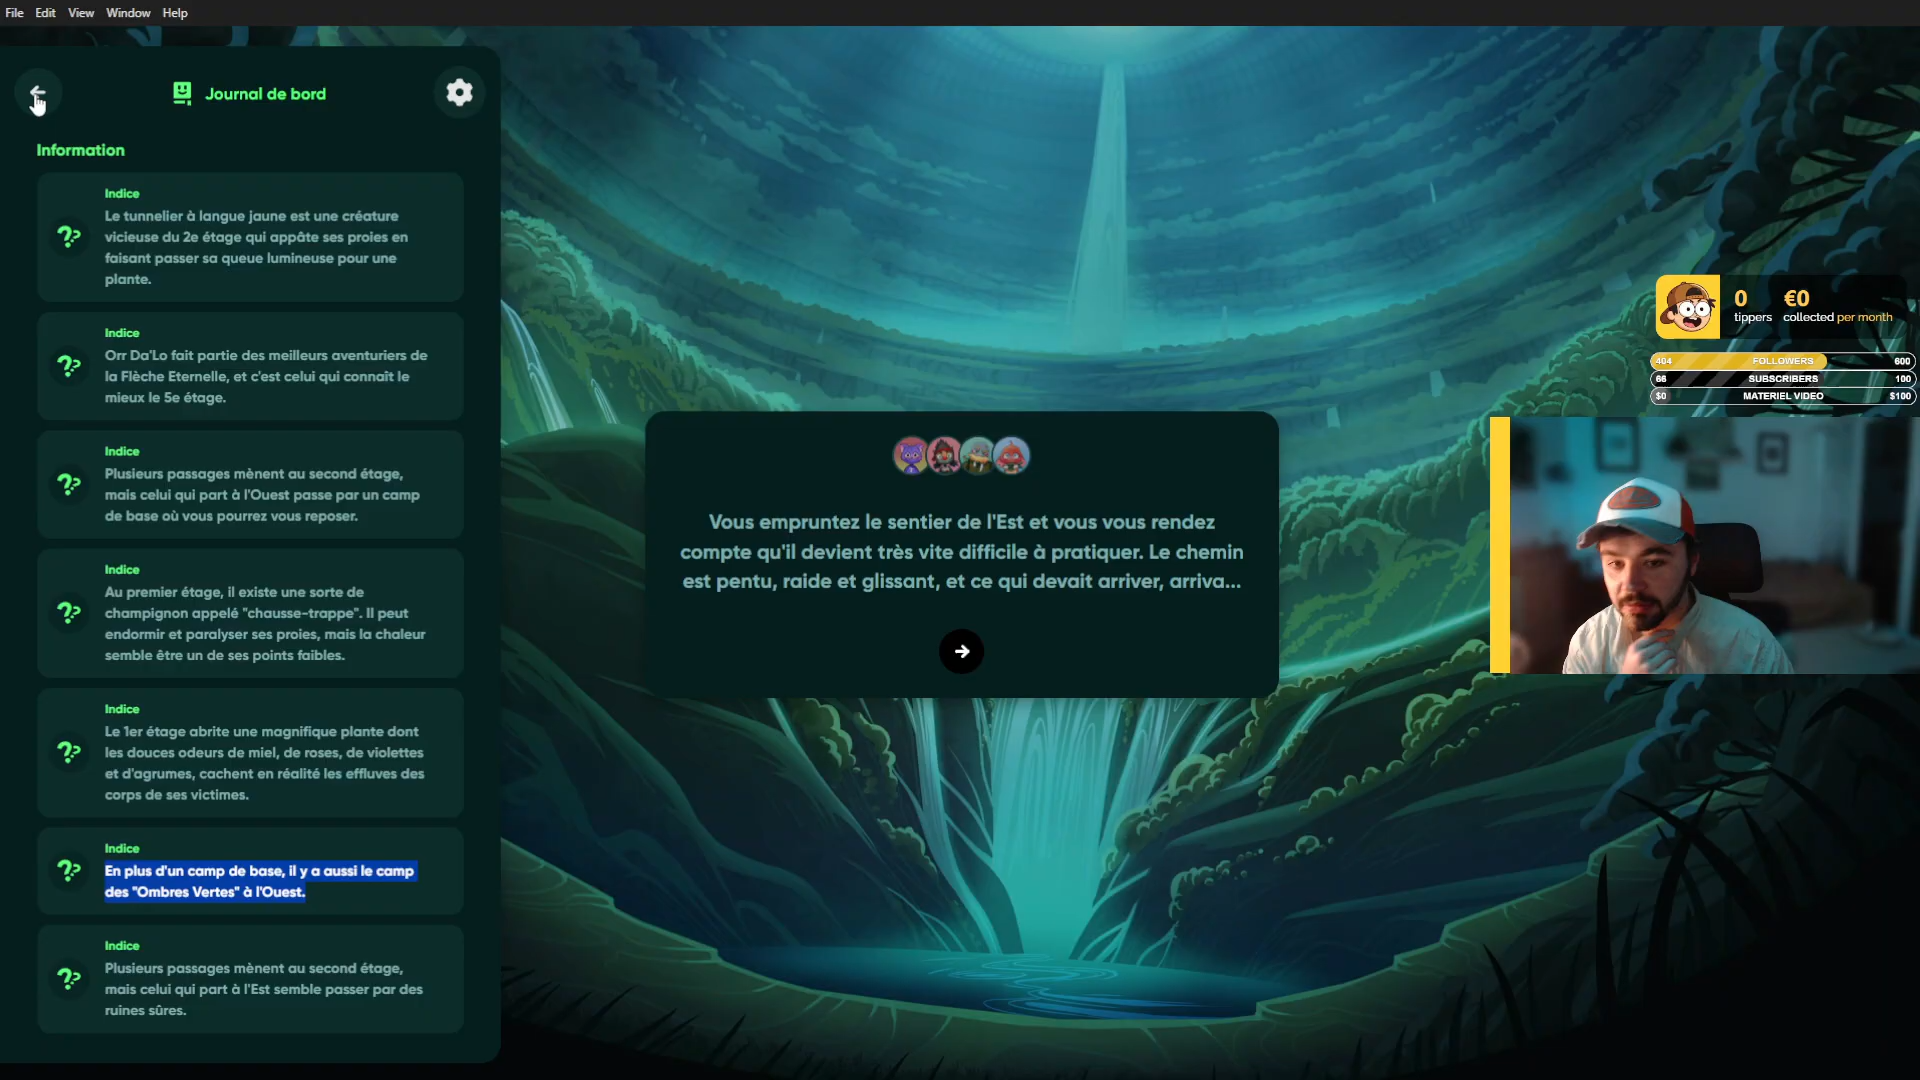 File Edit View Window Help
Journal de bord
Information
Indice
Le tunnelier à langue jaune est une créature
vicieuse du 2e étage qui appâte ses proies en
faisant passer sa queue lumineuse pour une
plante.
Indice
Orr Da'Lo fait partie des meilleurs aventuriers de
la Flèche Eternelle, et c'est celui qui connaît le
mieux le 5e étage.
Indice
Plusieurs passages mènent au second étage,
mais celui qui part à l'Ouest passe par un camp
de base où vous pourrez vous reposer.
Indice
Au premier étage, il existe une sorte de
champignon appelé "chausse-trappe". Il peut
endormir et paralyser ses proies, mais la chaleur
semble être un de ses points faibles.
Indice
Le 1er étage abrite une magnifique plante dont
les douces odeurs de miel, de roses, de violettes
et d'agrumes, cachent en réalité les effluves des
corps de ses victimes.
Indice
En plus d'un camp de base, il y a aussi le camp
des "Ombres Vertes" à l'Ouest.
Indice
Plusieurs passages mènent au second étage,
mais celui qui part à l'Est semble passer par des
ruines sûres.
Vous empruntez le sentier de l'Est et vous vous rendez
compte qu'il devient très vite difficile à pratiquer. Le chemin
est pentu, raide et glissant, et ce qui devait arriver, arriva...
0 €0
tippers collected per month
404 FOLLOWERS 600
66 SUBSCRIBERS 100
$0 MATERIEL VIDEO $100